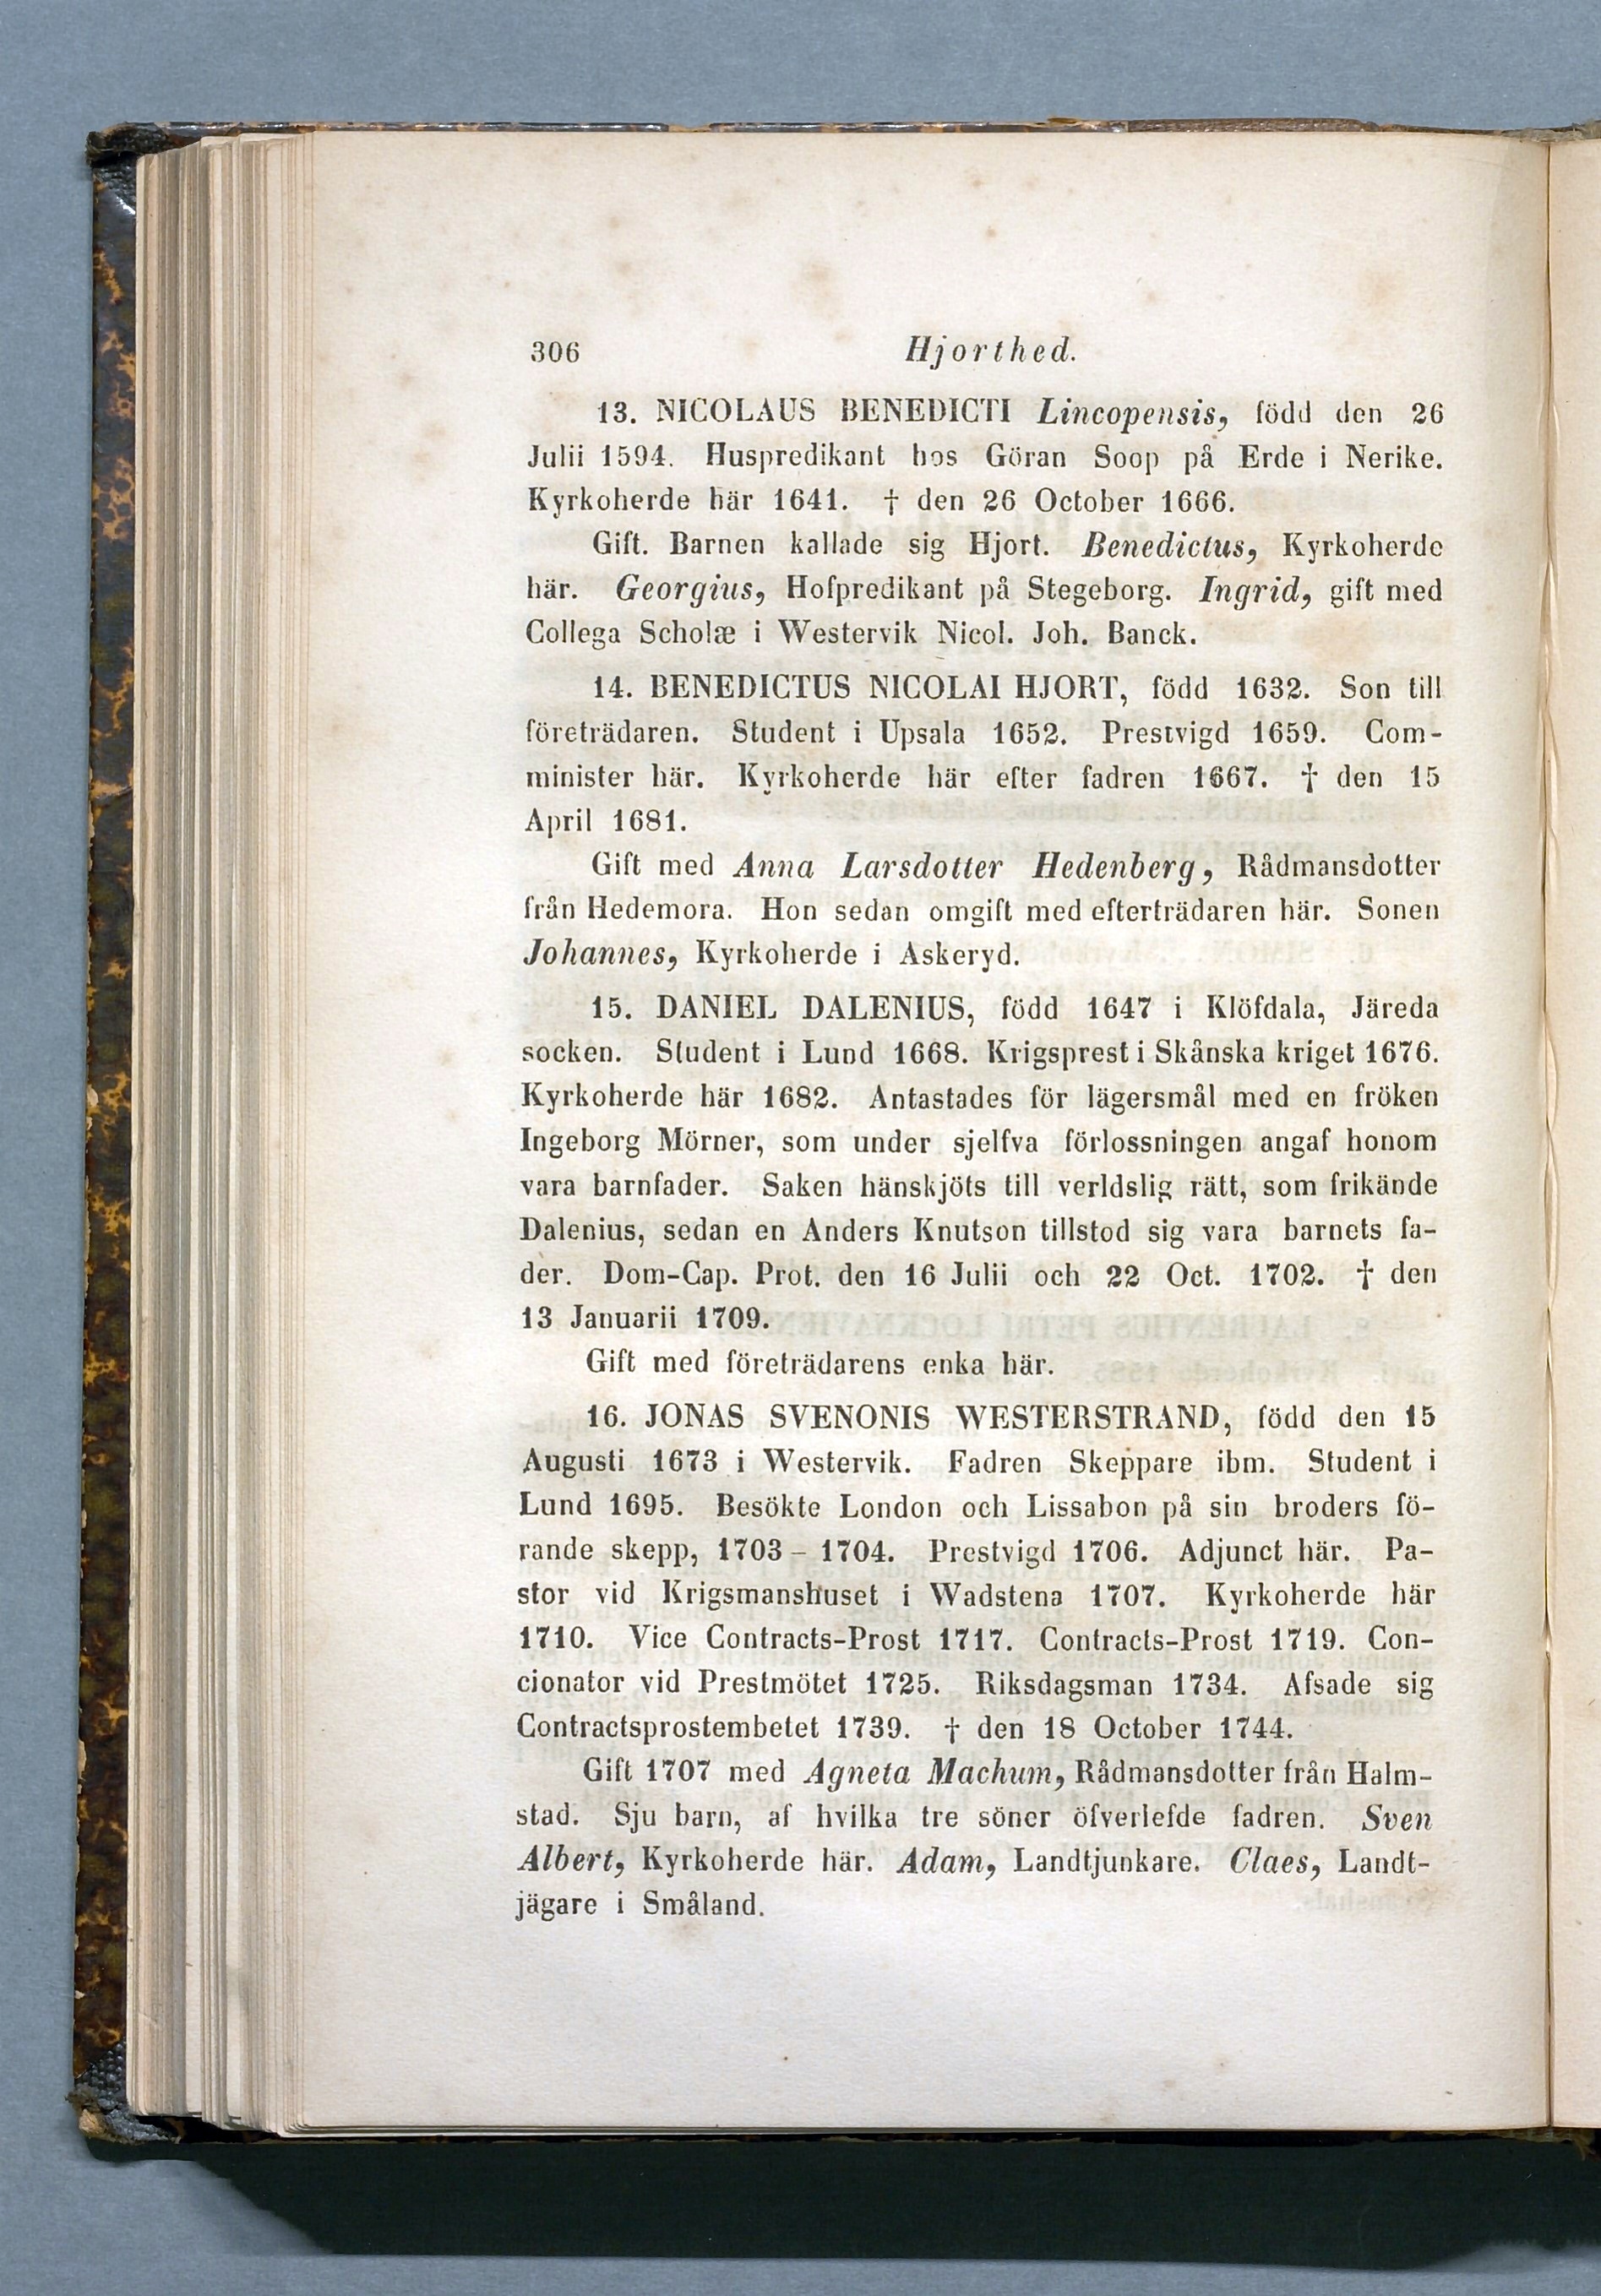 306 Hjorthed.
13. NICOLAUS BENEDICTI Lincopensis, född den 26
Julii 1594. Huspredikant hos Göran Soop på Erde i Nerike.
Kyrkoherde här 1641. † den 26 October 1666.
Gift. Barnen kallade sig Hjort. Benedictus, Kyrkoherde
här. Georgius, Hofpredikant på Stegeborg. Ingrid, gift med
Collega Scholæ i Westervik Nicol. Joh. Banck.
14. BENEDICTUS NICOLAI HJORT, född 1632. Son till
företrädaren. Student i Upsala 1652. Prestvigd 1659. Com-
minister här. Kyrkoherde här efter fadren 1667. † den 15
April 1681.
Gift med Anna Larsdotter Hedenberg, Rådmansdotter
från Hedemora. Hon sedan omgift med efterträdaren här. Sonen
Johannes, Kyrkoherde i Askeryd.
15. DANIEL DALENIUS, född 1647 i Klöfdala, Järeda
socken. Student i Lund 1668. Krigsprest i Skånska kriget 1676.
Kyrkoherde här 1682. Antastades för lägersmål med en fröken
Ingeborg Mörner, som under sjelfva förlossningen angaf honom
vara barnfader. Saken hänskjöts till verldslig rätt, som frikände
Dalenius, sedan en Anders Knutson tillstod sig vara barnets fa-
der. Dom-Cap. Prot. den 16 Julii och 22 Oct. 1702. † den
13 Januarii 1709.
Gift med företrädarens enka här.
16. JONAS SVENONIS WESTERSTRAND, född den 15
Augusti 1673 i Westervik. Fadren Skeppare ibm. Student i
Lund 1695. Besökte London och Lissabon på sin broders fö-
rande skepp, 1703 – 1704. Prestvigd 1706. Adjunct här. Pa-
stor vid Krigsmanshuset i Wadstena 1707. Kyrkoherde här
1710. Vice Contracts-Prost 1717. Contracts-Prost 1719. Con-
cionator vid Prestmötet 1725. Riksdagsman 1734. Afsade sig
Contractsprostembetet 1739. † den 18 October 1744.
Gift 1707 med Agneta Machum, Rådmansdotter från Halm-
stad. Sju barn, af hvilka tre söner öfverlefde fadren. Sven
Albert, Kyrkoherde här. Adam, Landtjunkare. Claes, Landt-
jägare i Småland.